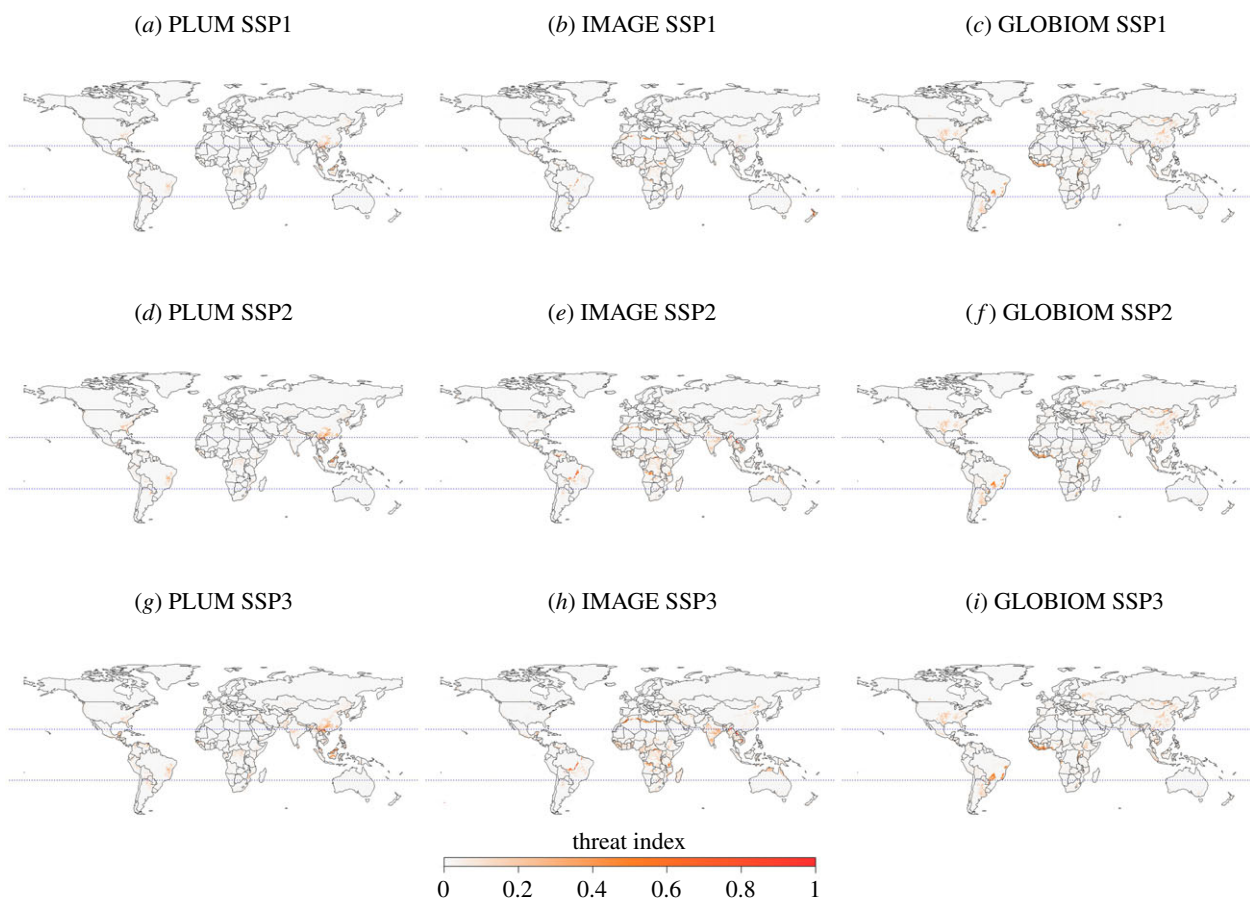 (a) PLUM SSP1
(b) IMAGE SSP1
(c) GLOBIOM SSP1
(d) PLUM SSP2
(e) IMAGE SSP2
(f) GLOBIOM SSP2
(g) PLUM SSP3
(h) IMAGE SSP3
(i) GLOBIOM SSP3
threat index
0 0.2 0.4 0.6 0.8 1